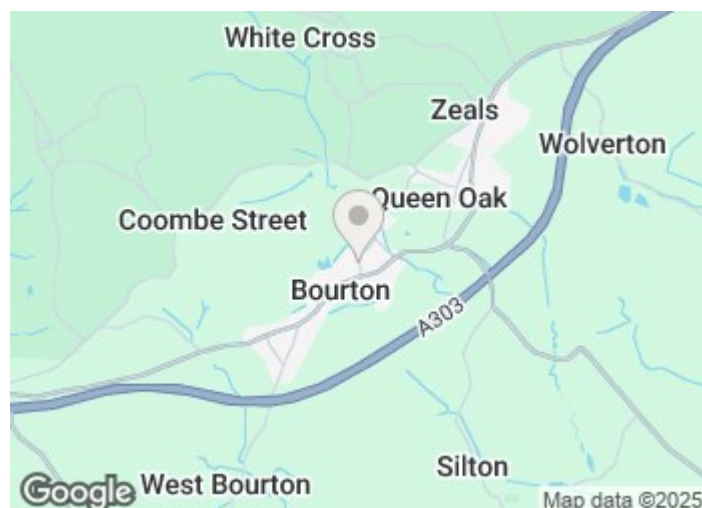 White Cross
Zeals
Wolverton
Queen Oak
Coombe Street
Bourton
A303
Silton
West Bourton
Google
Map data ©2025